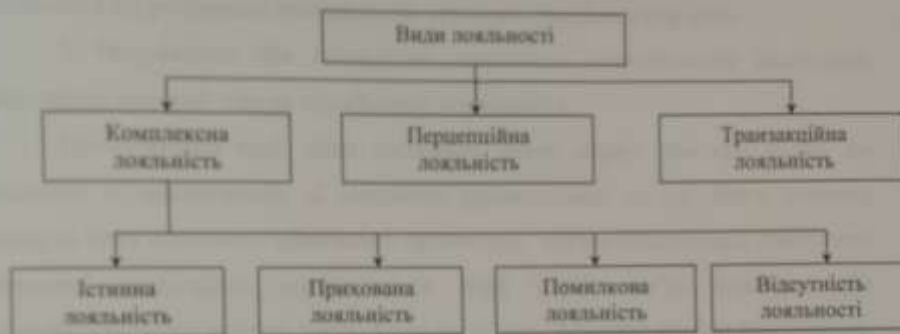 Види лояльності
Комплексна
лояльність
Перцепційна
лояльність
Транзакційна
лояльність
Істинна
лояльність
Прихована
лояльність
Помилкова
лояльність
Відсутність
лояльності